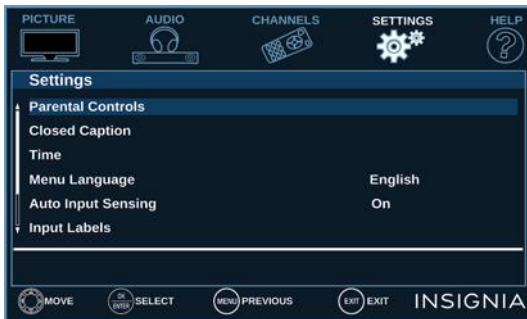 PICTURE AUDIO CHANNELS SETTINGS HELP
Settings
Parental Controls
Closed Caption
Time
Menu Language English
Auto Input Sensing On
Input Labels
MOVE OK ENTER SELECT MENU PREVIOUS EXIT EXIT INSIGNIA